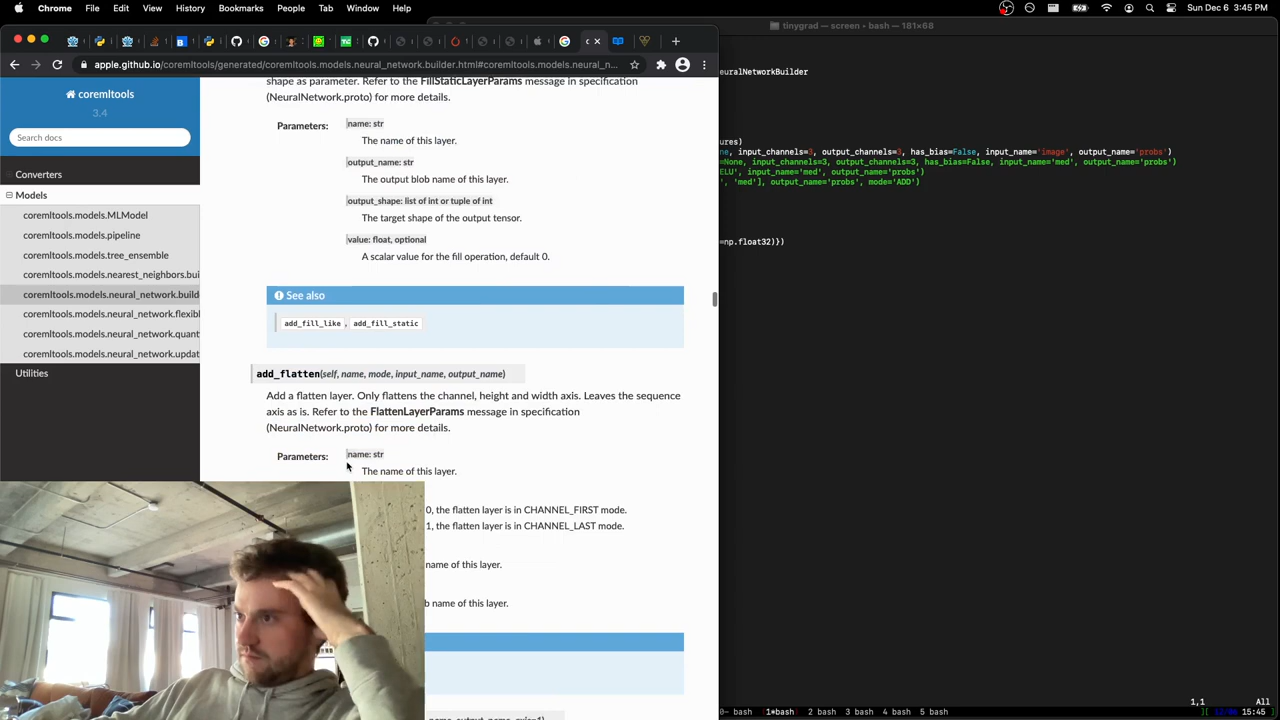 Chrome File Edit View History Bookmarks People Tab Window Help
Sun Dec 6 3:45 PM
tinygrad — screen ▸ bash — 181×68
apple.github.io/coremltools/generated/coremltools.models.neural_network.builder.html#coremltools.models.neural_n...
coremltools
3.4
Search docs
Converters
Models
coremltools.models.MLModel
coremltools.models.pipeline
coremltools.models.tree_ensemble
coremltools.models.nearest_neighbors.bui
coremltools.models.neural_network.builde
coremltools.models.neural_network.flexib
coremltools.models.neural_network.quant
coremltools.models.neural_network.updat
Utilities
shape as parameter. Refer to the FillStaticLayerParams message in specification
(NeuralNetwork.proto) for more details.
Parameters: name: str
The name of this layer.
output_name: str
The output blob name of this layer.
output_shape: list of int or tuple of int
The target shape of the output tensor.
value: float, optional
A scalar value for the fill operation, default 0.
See also
add_fill_like, add_fill_static
add_flatten(self, name, mode, input_name, output_name)
Add a flatten layer. Only flattens the channel, height and width axis. Leaves the sequence
axis as is. Refer to the FlattenLayerParams message in specification
(NeuralNetwork.proto) for more details.
Parameters: name: str
The name of this layer.
0, the flatten layer is in CHANNEL_FIRST mode.
1, the flatten layer is in CHANNEL_LAST mode.
name of this layer.
b name of this layer.
name, output_name, axis=1)
euralNetworkBuilder
ures)
ne, input_channels=3, output_channels=3, has_bias=False, input_name='image', output_name='probs')
=None, input_channels=3, output_channels=3, has_bias=False, input_name='med', output_name='probs')
ELU', input_name='med', output_name='probs')
', 'med'], output_name='probs', mode='ADD')
=np.float32)})
1,1 All
0- bash 1*bash 2 bash 3 bash 4 bash 5 bash
15:45